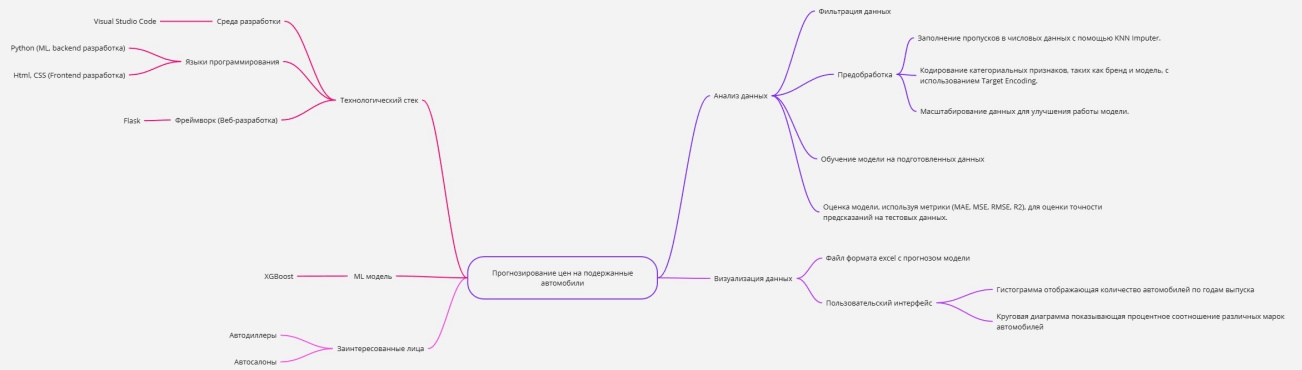 Visual Studio Code
Среда разработки
Python (ML, backend разработка)
Языки программирования
Html, CSS (Frontend разработка)
Технологический стек
Flask
Фреймворк (Веб-разработка)
XGBoost
ML модель
Автодиллеры
Заинтересованные лица
Автосалоны
Прогнозирование цен на подержанные
автомобили
Фильтрация данных
Заполнение пропусков в числовых данных с помощью KNN Imputer.
Предобработка
Кодирование категориальных признаков, таких как бренд и модель, с
использованием Target Encoding.
Анализ данных
Масштабирование данных для улучшения работы модели.
Обучение модели на подготовленных данных
Оценка модели, используя метрики (MAE, MSE, RMSE, R2), для оценки точности
предсказаний на тестовых данных.
Файл формата excel с прогнозом модели
Визуализация данных
Пользовательский интерфейс
Гистограмма отображающая количество автомобилей по годам выпуска
Круговая диаграмма показывающая процентное соотношение различных марок
автомобилей